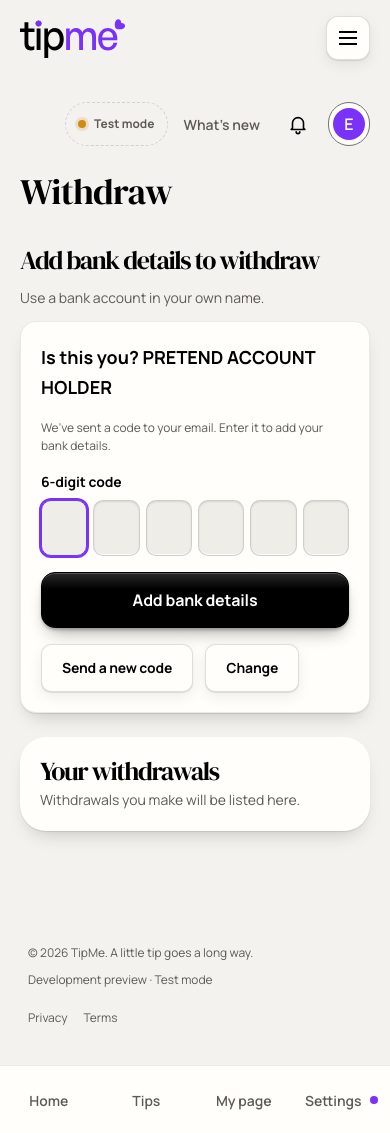 tipme
Test mode
What's new
E
Withdraw
Add bank details to withdraw
Use a bank account in your own name.
Is this you? PRETEND ACCOUNT
HOLDER
We've sent a code to your email. Enter it to add your
bank details.
6-digit code
Add bank details
Send a new code
Change
Your withdrawals
Withdrawals you make will be listed here.
© 2026 TipMe. A little tip goes a long way.
Development preview · Test mode
Privacy
Terms
Home
Tips
My page
Settings